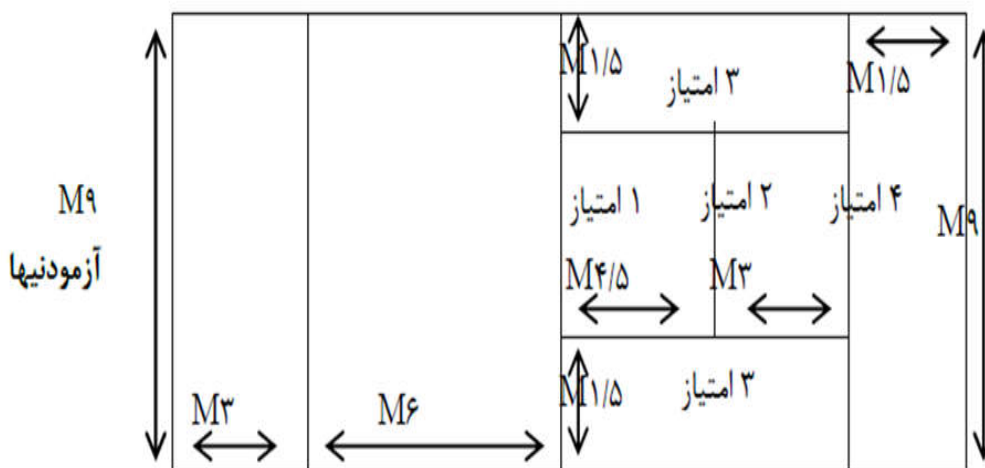 M۱/۵
M۱/۵
۳ امتیاز
M۹
آزمودنیها
۱ امتیاز
۲ امتیاز
۴ امتیاز
M۹
M۴/۵
M۳
M۳
M۶
M۱/۵
۳ امتیاز